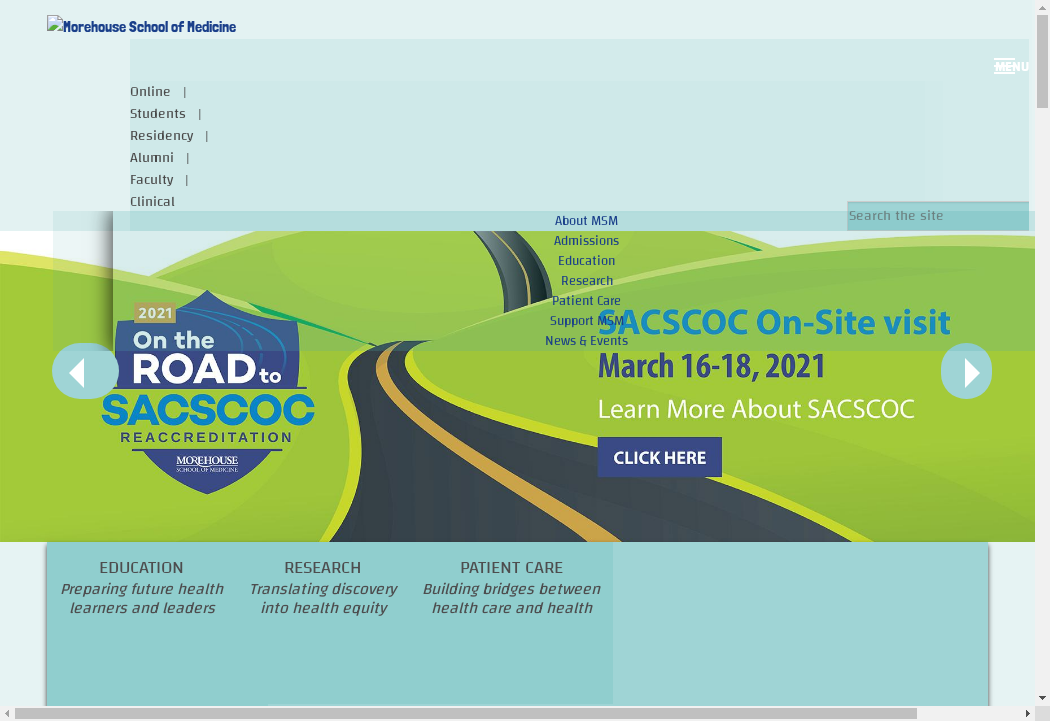 Morehouse School of Medicine
MENU
Online |
Students |
Residency |
Alumni |
Faculty |
Clinical
Search the site
About MSM
Admissions
Education
Research
Patient Care
Support MSM
News & Events
2021
On the
ROAD to
SACSCOC
REACCREDITATION
MOREHOUSE
SCHOOL OF MEDICINE
SACSCOC On-Site visit
March 16-18, 2021
Learn More About SACSCOC
CLICK HERE
EDUCATION
Preparing future health
learners and leaders
RESEARCH
Translating discovery
into health equity
PATIENT CARE
Building bridges between
health care and health